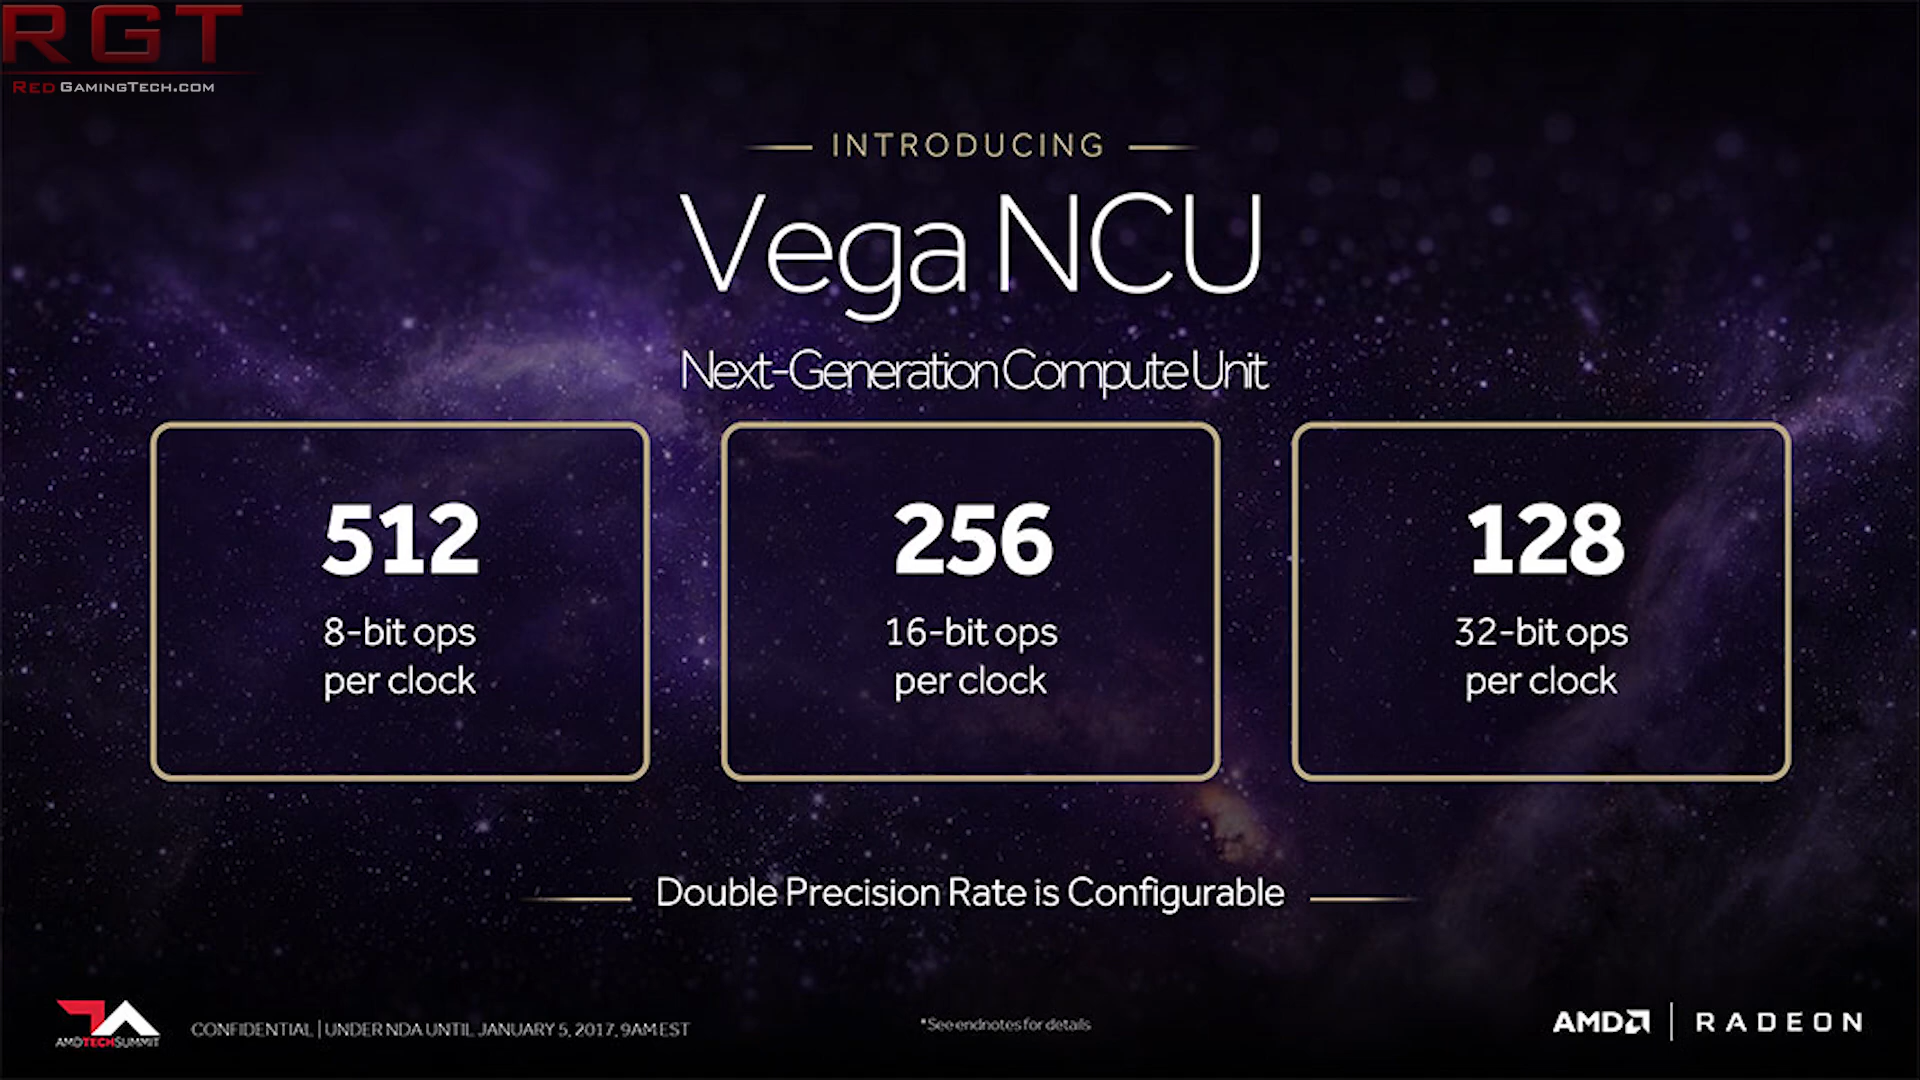 RGT
REDGAMINGTECH.COM
INTRODUCING
Vega NCU
Next-Generation Compute Unit
512
8-bit ops
per clock
256
16-bit ops
per clock
128
32-bit ops
per clock
Double Precision Rate is Configurable
AMDTECHSUMMIT
CONFIDENTIAL | UNDER NDA UNTIL JANUARY 5, 2017, 9AM EST
*See endnotes for details
AMD | RADEON